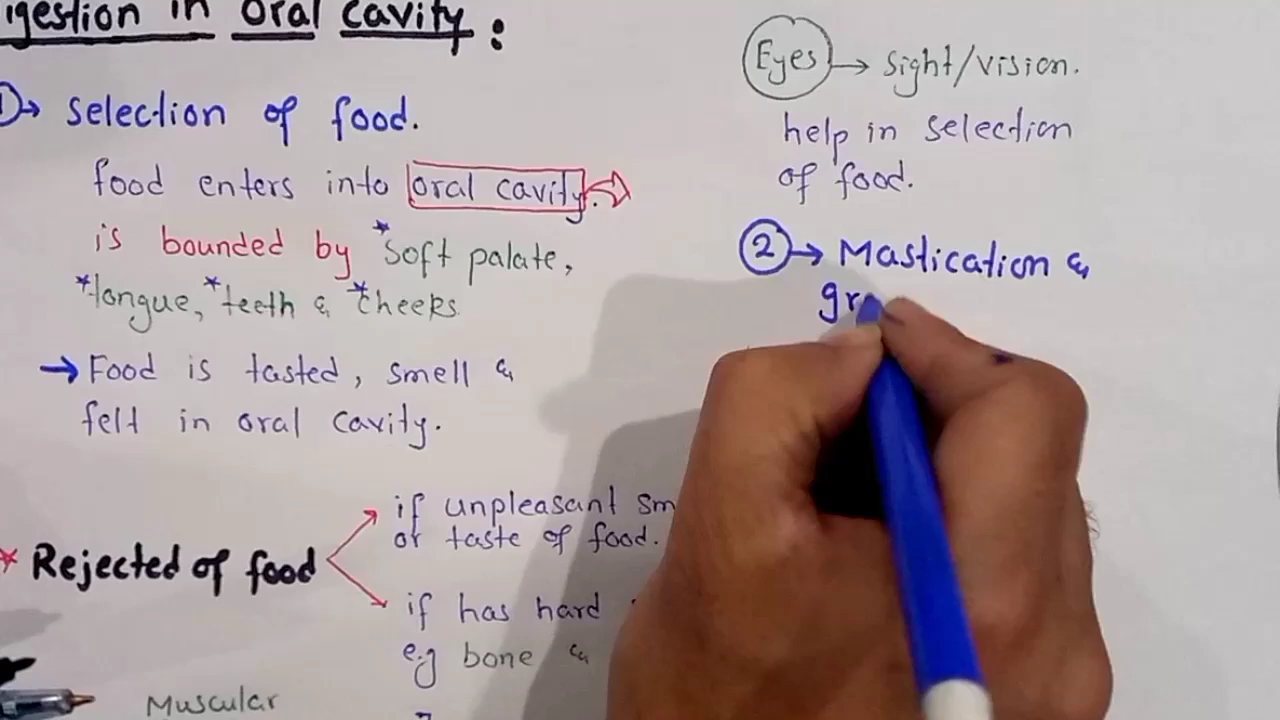 igestion in oral cavity :
1 → selection of food.
food enters into oral cavity.
is bounded by *soft palate,
*tongue, *teeth & *cheeks
→ Food is tasted, smell &
felt in oral cavity.
* Rejected of food
if unpleasant sm
or taste of food.
if has hard
e.g bone &
Muscular
Eyes → sight/vision.
help in selection
of food.
2 → Mastication &
gr